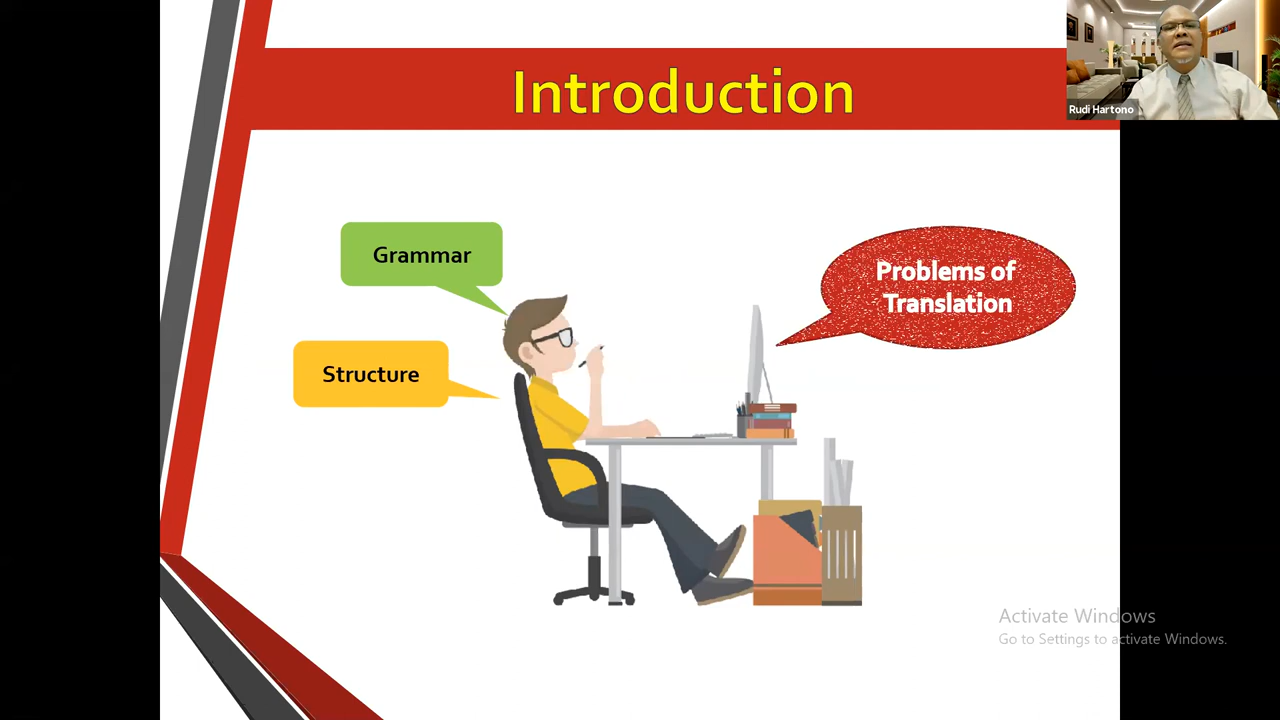 Introduction
Rudi Hartono
Grammar
Problems of
Translation
Structure
Activate Windows
Go to Settings to activate Windows.